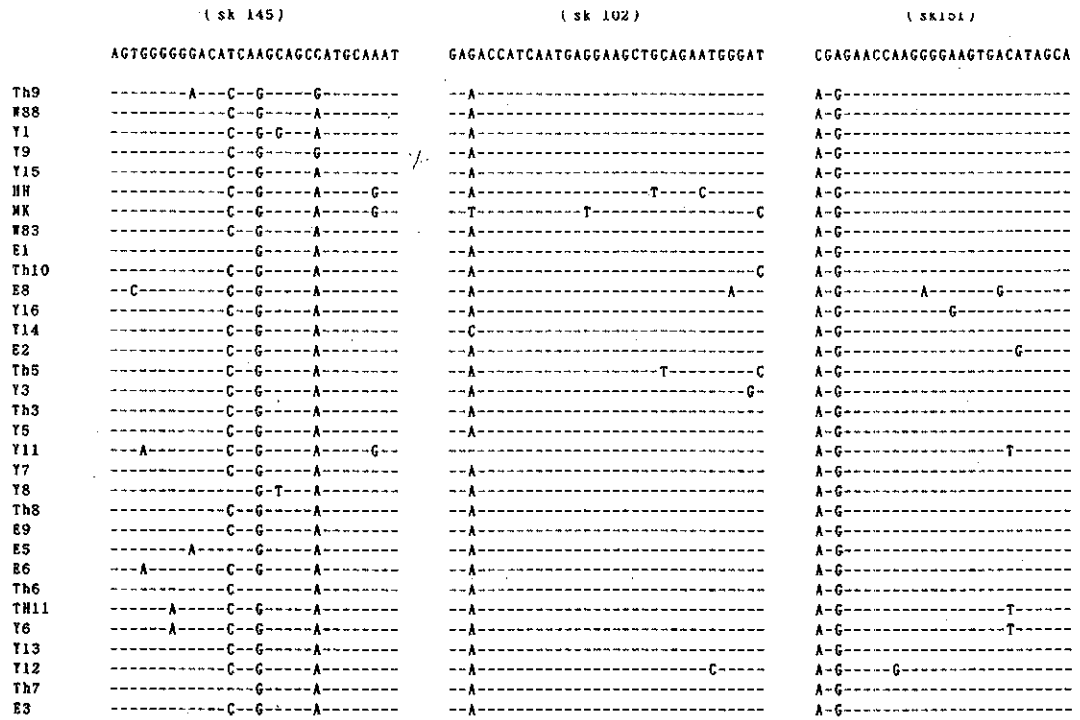 (sk 145) (sk 102) (sk151)
AGTGGGGGGACATCAAGCAGCCATGCAAAT GAGACCATCAATGAGGAAGCTGCAGAATGGGAT CGAGAACCAAGGGGAAGTGACATAGCA
Th9 --------A---C--G-----G-------- --A------------------------------ A-G------------------------
W88 ------------C--G-----A-------- --A------------------------------ A-G------------------------
Y1 ------------C--G-G---A-------- --A------------------------------ A-G------------------------
Y9 ------------C--G-----G-------- --A------------------------------ A-G------------------------
Y15 ------------C--G-----A-------- --A------------------------------ A-G------------------------
MH ------------C--G-----A-----G-- --A------------------T----C------ A-G------------------------
MK ------------C--G-----A-----G-- --T-----------T-----------------C A-G------------------------
W83 ------------C--G-----A-------- --A------------------------------ A-G------------------------
E1 ---------------G-----A-------- --A------------------------------ A-G------------------------
Th10 ------------C--G-----A-------- --A-----------------------------C A-G------------------------
E8 --C---------C--G-----A-------- --A--------------------------A--- A-G--------A-------G-------
Y16 ------------C--G-----A-------- --A------------------------------ A-G-----------G------------
Y14 ------------C--G-----A-------- --C------------------------------ A-G------------------------
E2 ------------C--G-----A-------- --A------------------------------ A-G------------------G-----
Th5 ------------C--G-----A-------- --A-------------------T---------C A-G------------------------
Y3 ------------C--G-----A-------- --A----------------------------G- A-G------------------------
Th3 ------------C--G-----A-------- --A------------------------------ A-G------------------------
Y5 ------------C--G-----A-------- --A------------------------------ A-G------------------------
Y11 ---A--------C--G-----A-----G-- --------------------------------- A-G-----------------T------
Y7 ------------C--G-----A-------- --A------------------------------ A-G------------------------
Y8 ---------------G-T---A-------- --A------------------------------ A-G------------------------
Th8 ------------C--G-----A-------- --A------------------------------ A-G------------------------
E9 ------------C--G-----A-------- --A------------------------------ A-G------------------------
E5 --------A------G-----A-------- --A------------------------------ A-G------------------------
E6 ---A--------C--G-----A-------- --A------------------------------ A-G------------------------
Th6 ------------C--------A-------- --A------------------------------ A-G------------------------
TH11 ------A-----C--G-----A-------- --A------------------------------ A-G-----------------T------
Y6 ------A-----C--G-----A-------- --A------------------------------ A-G-----------------T------
Y13 ------------C--G-----A-------- --A------------------------------ A-G------------------------
Y12 ------------C--G-----A-------- --A------------------------C----- A-G-----G------------------
Th7 ---------------G-----A-------- --A------------------------------ A-G------------------------
E3 ------------C--G-----A-------- --A------------------------------ A-G------------------------